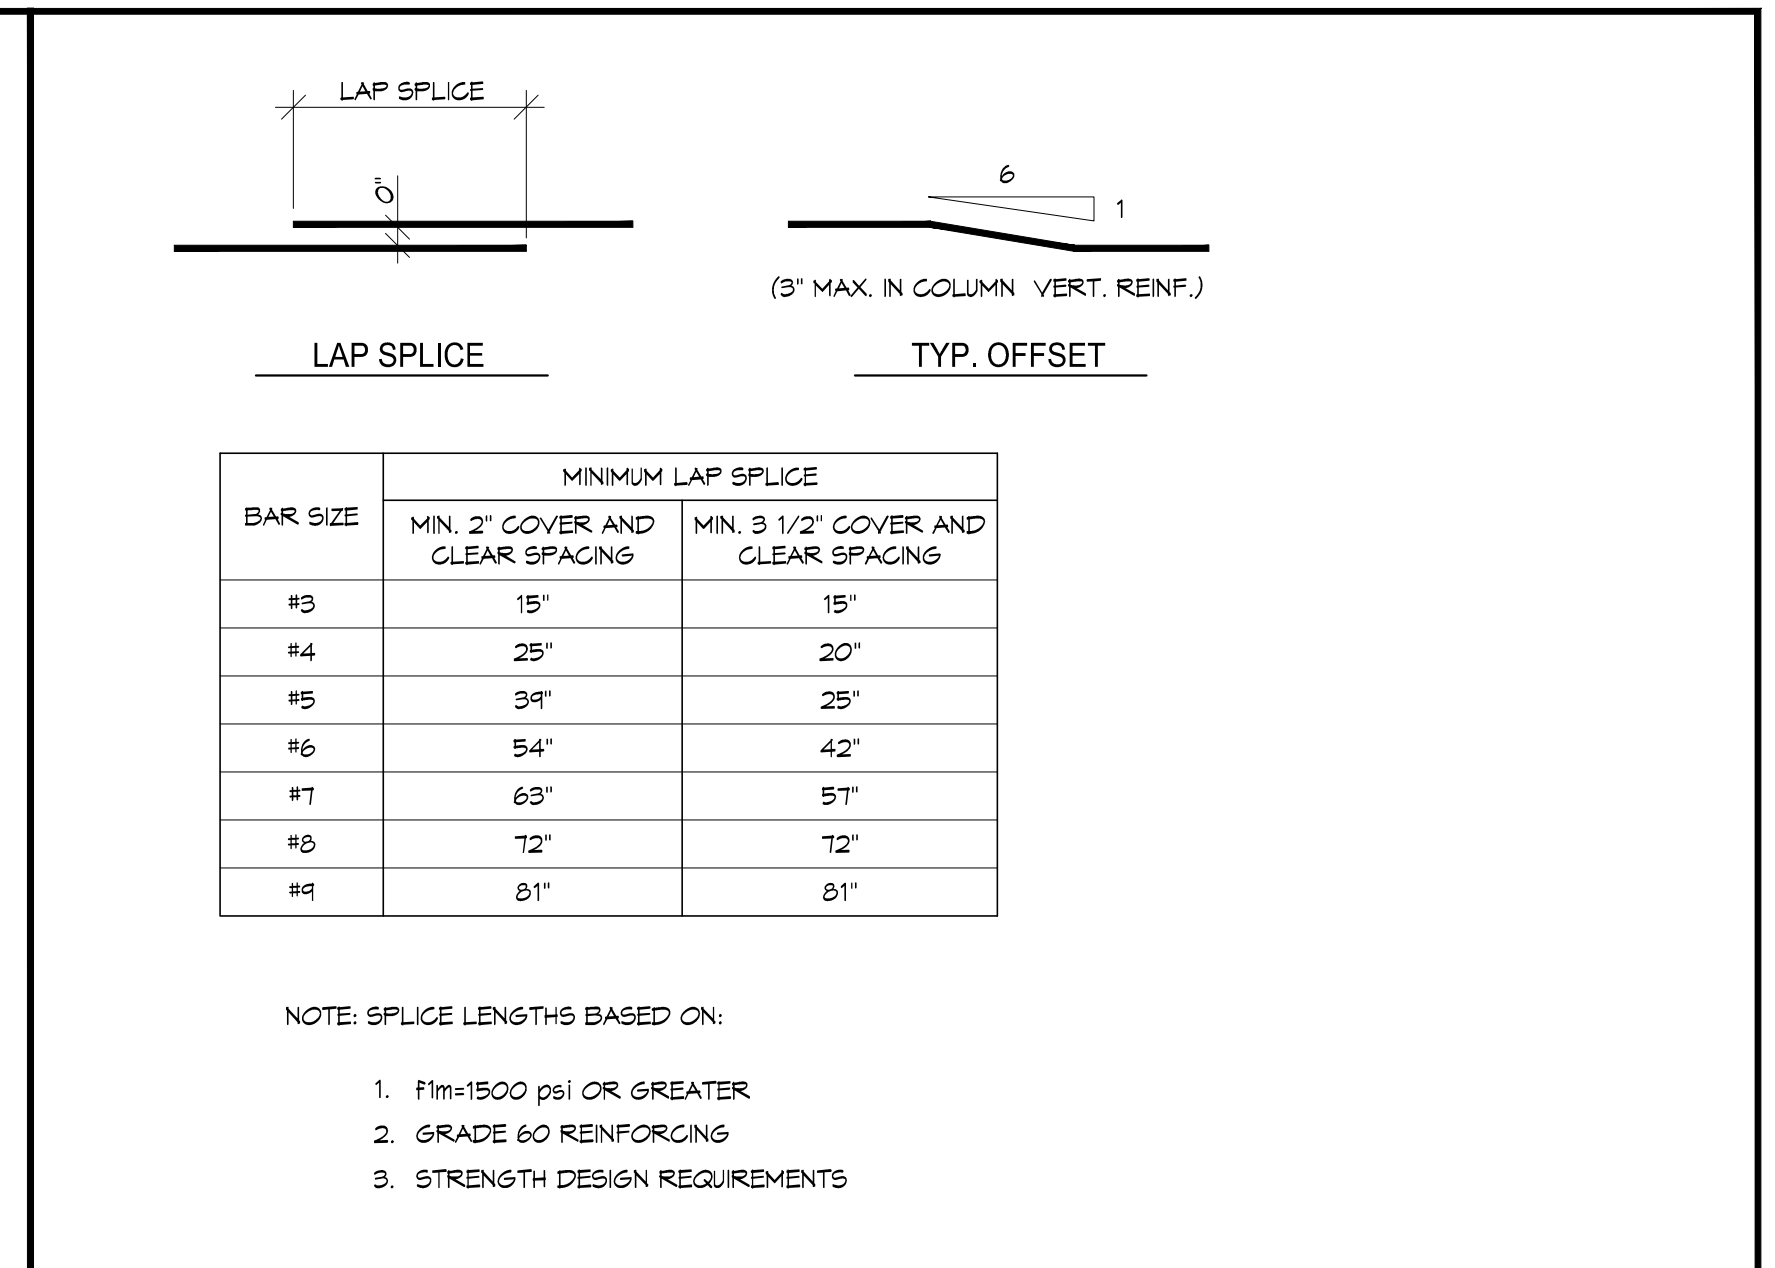 LAP SPLICE
0"
6
1
(3" MAX. IN COLUMN VERT. REINF.)
LAP SPLICE
TYP. OFFSET
BAR SIZE
MINIMUM LAP SPLICE
MIN. 2" COVER AND
CLEAR SPACING
MIN. 3 1/2" COVER AND
CLEAR SPACING
#3 15" 15"
#4 25" 20"
#5 39" 25"
#6 54" 42"
#7 63" 57"
#8 72" 72"
#9 81" 81"
NOTE: SPLICE LENGTHS BASED ON:
1. f1m=1500 psi OR GREATER
2. GRADE 60 REINFORCING
3. STRENGTH DESIGN REQUIREMENTS